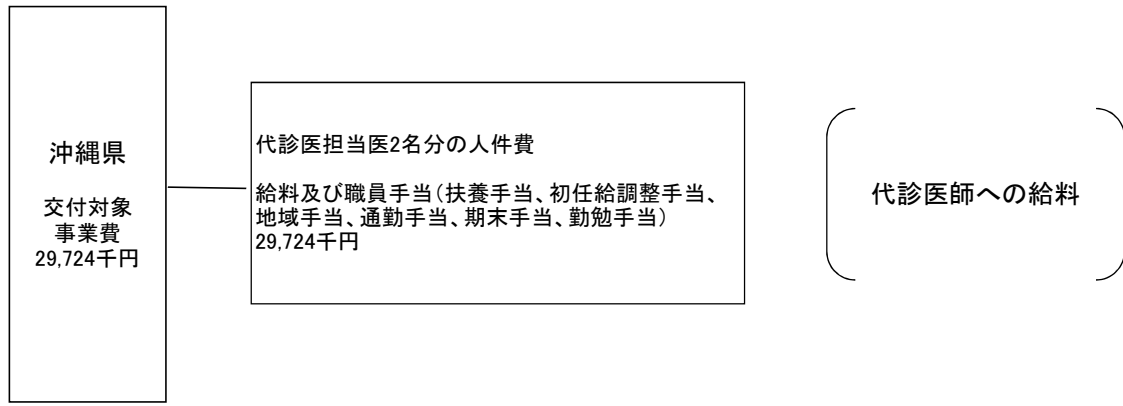 沖縄県
交付対象
事業費
29,724千円
代診医担当医2名分の人件費
給料及び職員手当(扶養手当、初任給調整手当、
地域手当、通勤手当、期末手当、勤勉手当)
29,724千円
代診医師への給料